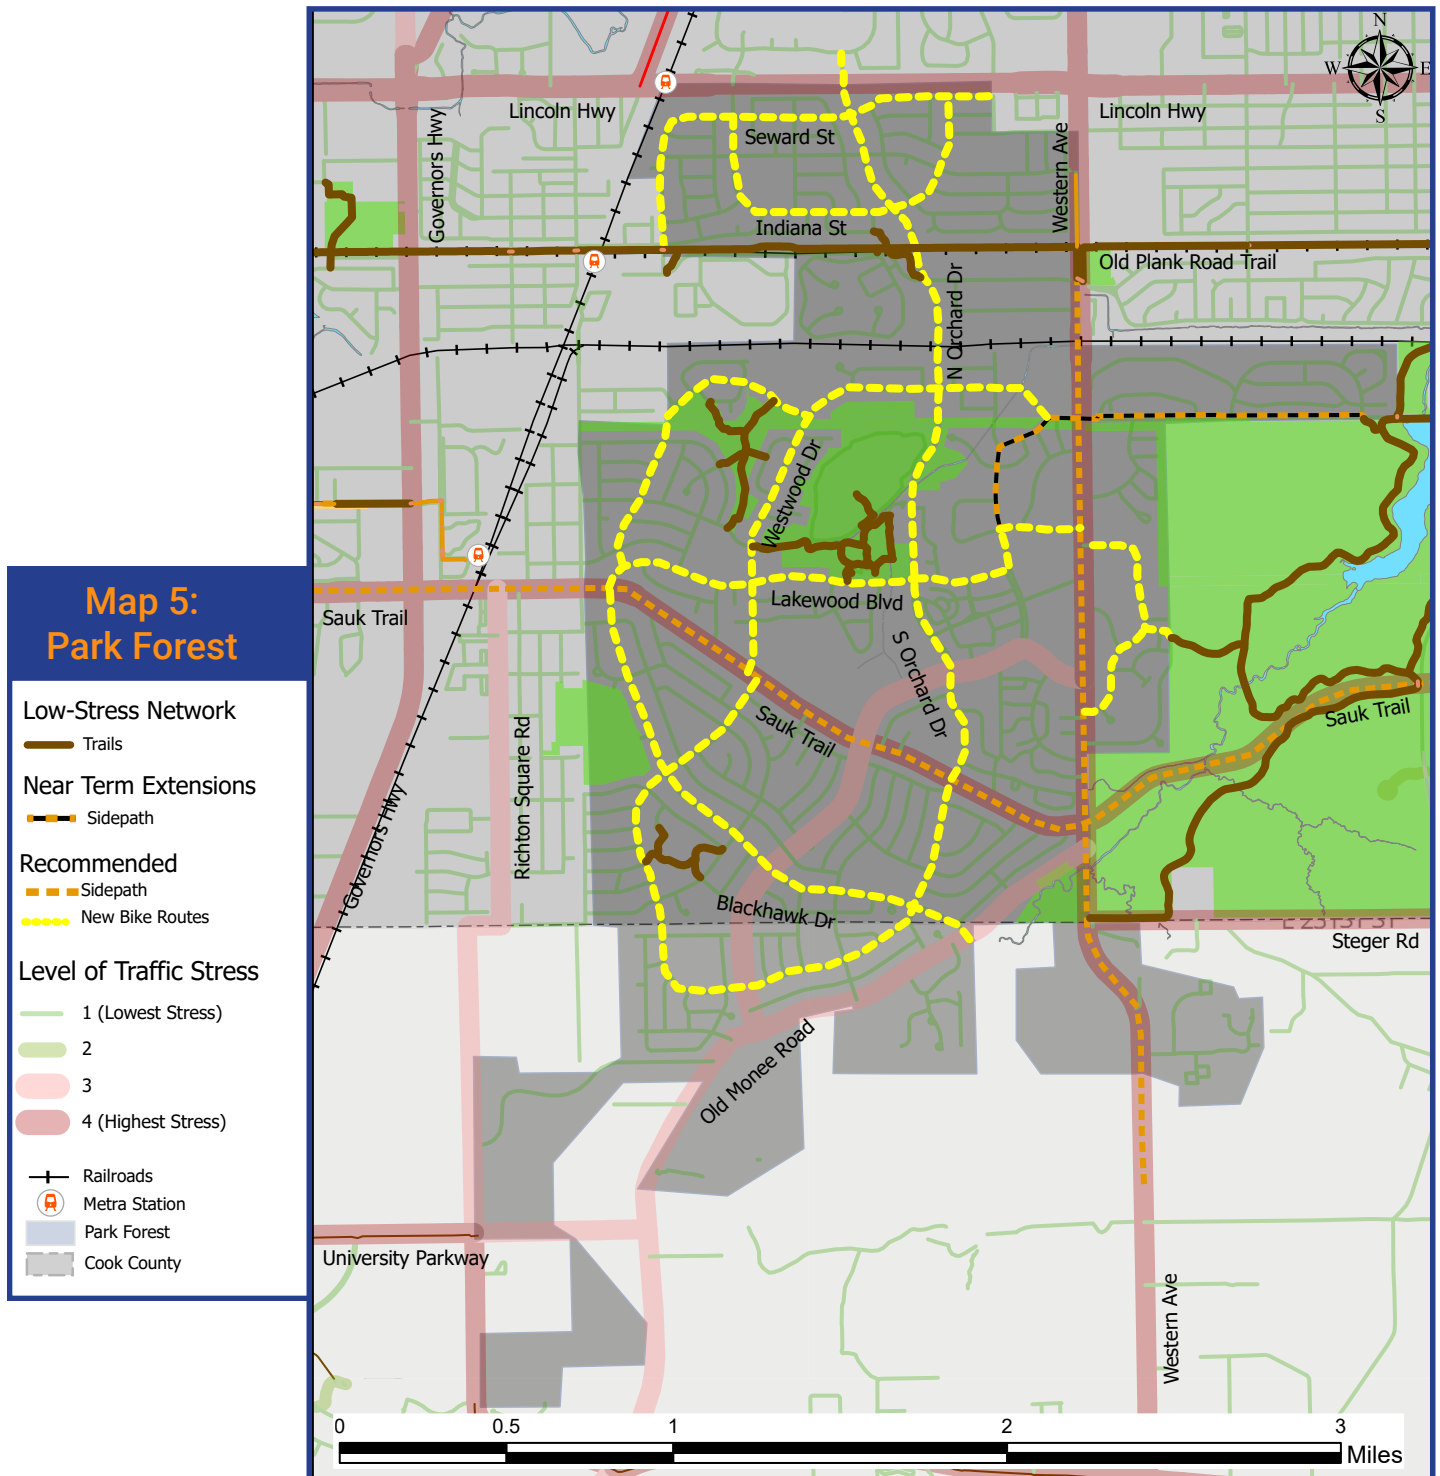 Map 5:
Park Forest
Low-Stress Network
Trails
Near Term Extensions
Sidepath
Recommended
Sidepath
New Bike Routes
Level of Traffic Stress
1 (Lowest Stress)
2
3
4 (Highest Stress)
Railroads
Metra Station
Park Forest
Cook County
N
W
E
S
Lincoln Hwy
Lincoln Hwy
Governors Hwy
Seward St
Western Ave
Indiana St
Old Plank Road Trail
N Orchard Dr
Westwood Dr
Sauk Trail
Lakewood Blvd
S Orchard Dr
Sauk Trail
Sauk Trail
Richton Square Rd
Governors Hwy
Blackhawk Dr
Steger Rd
Old Monee Road
University Parkway
Western Ave
0
0.5
1
2
3
Miles